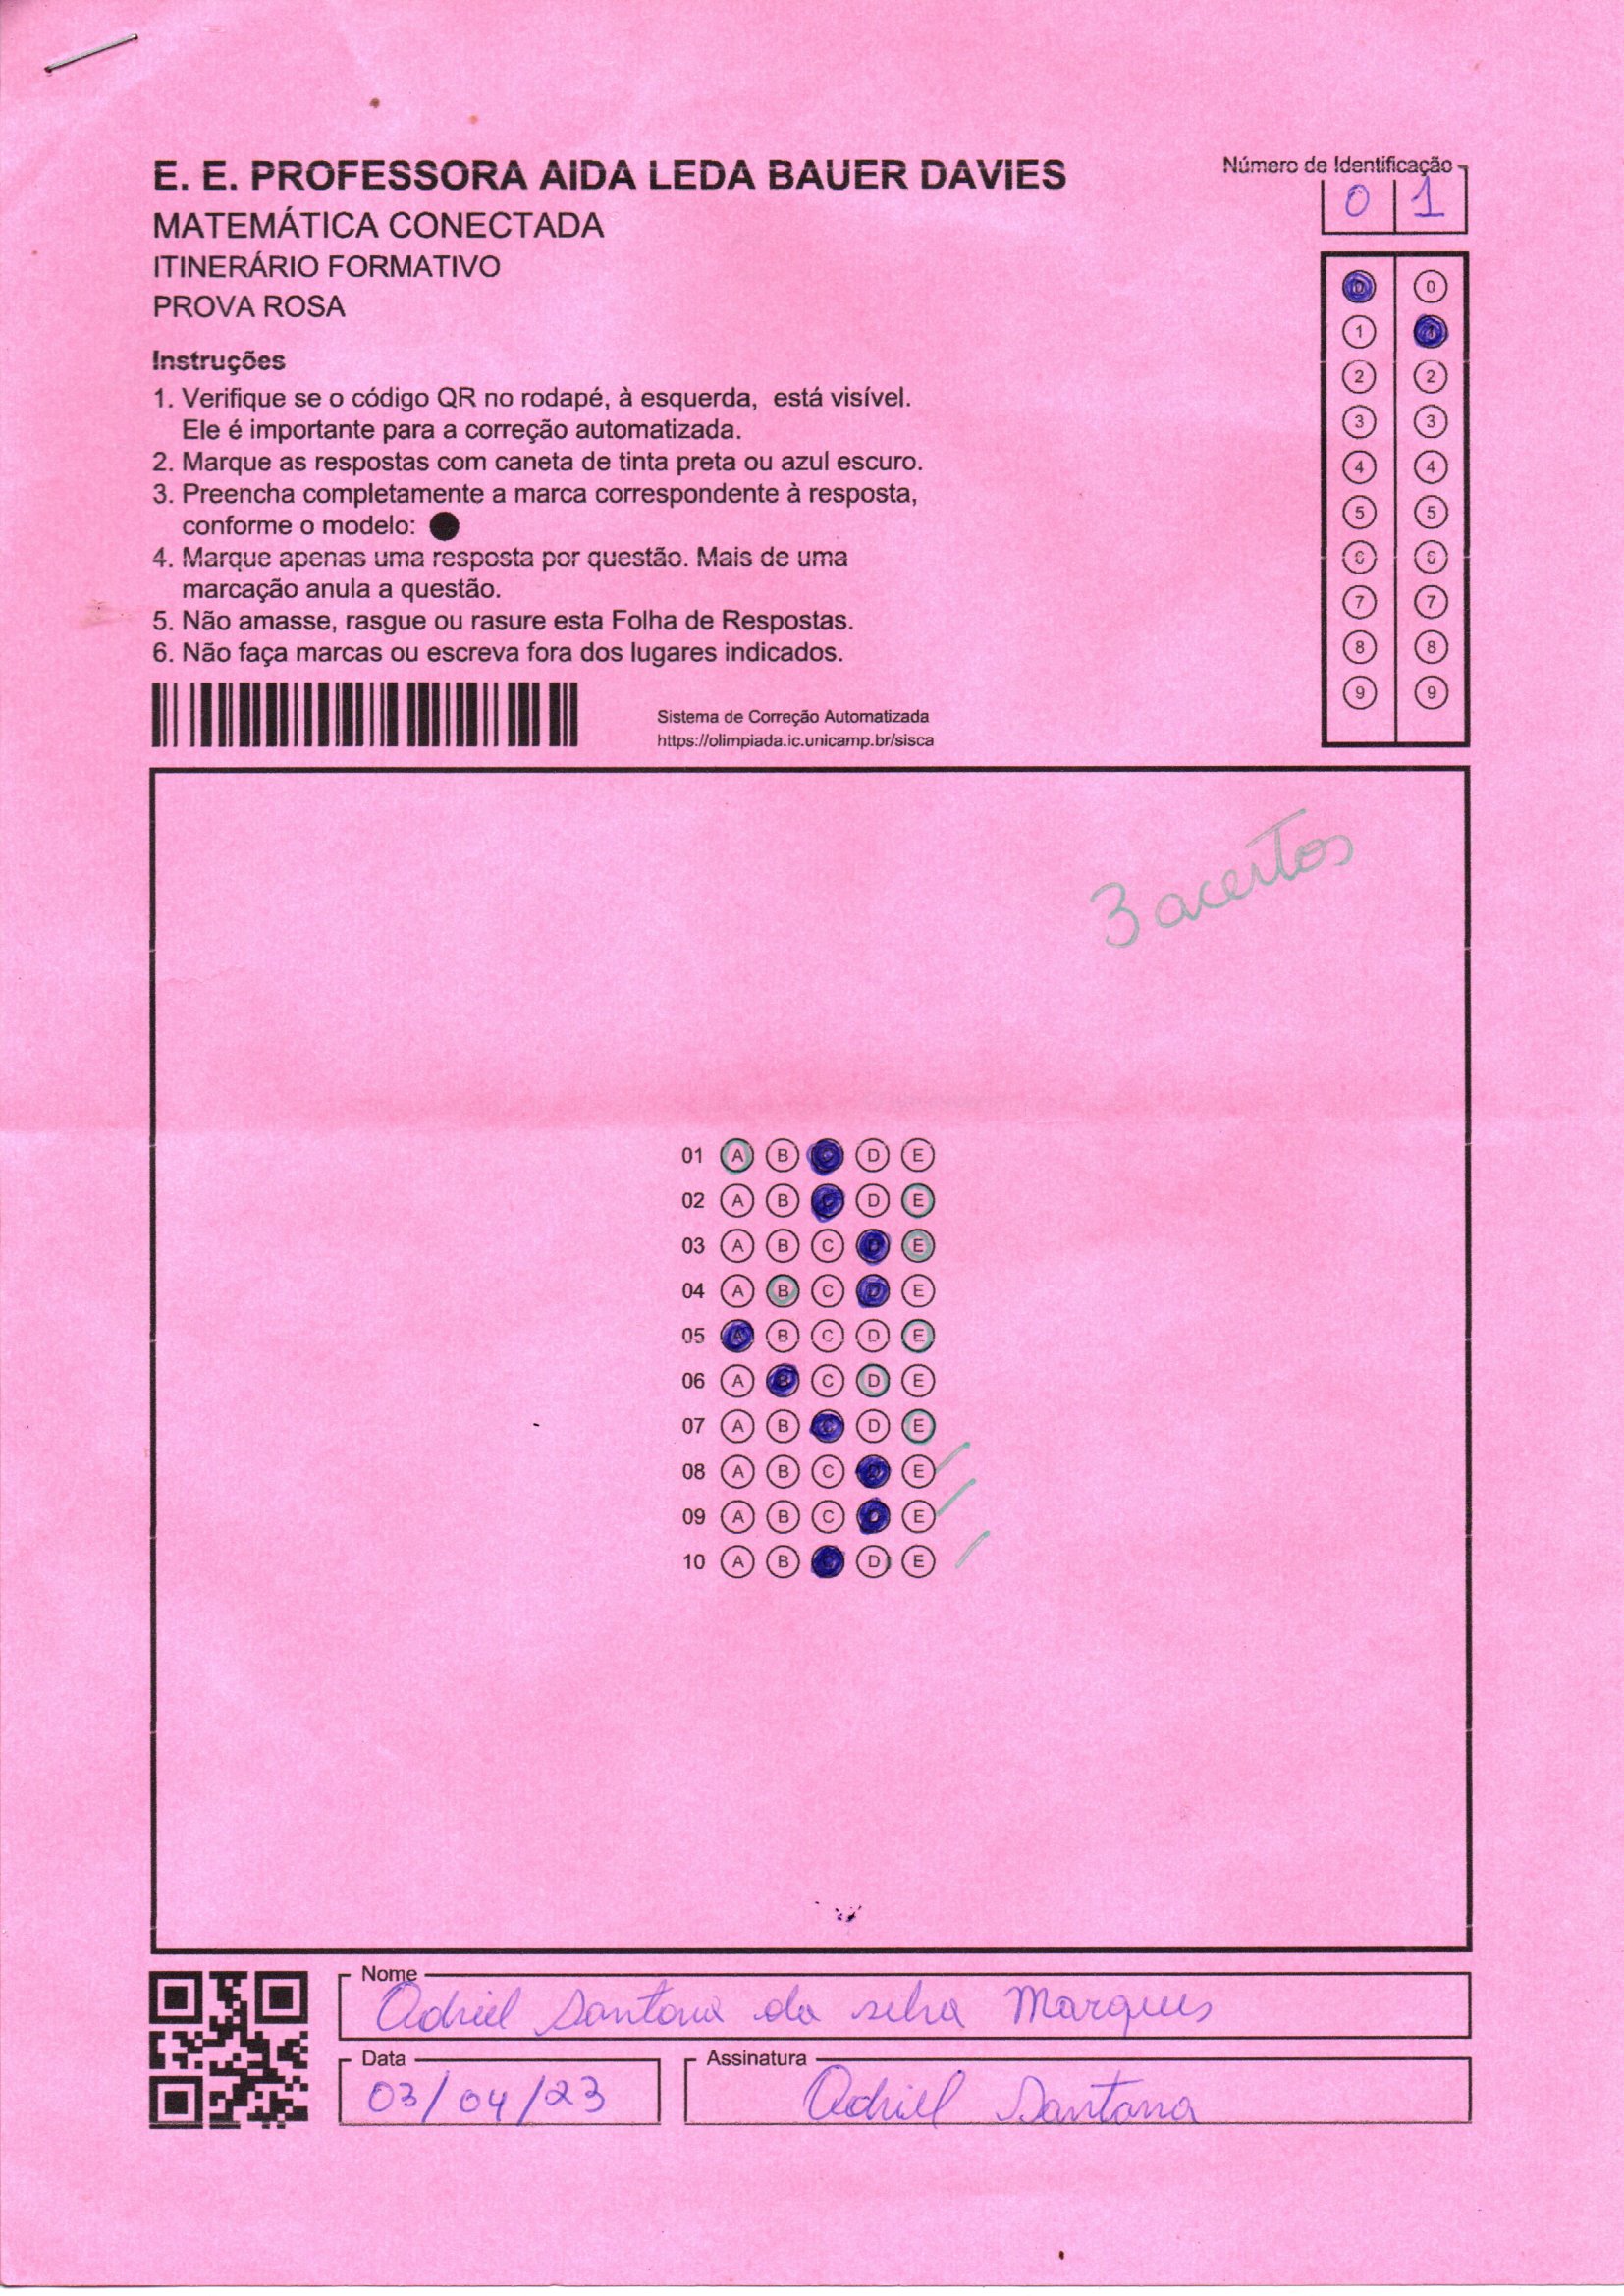 E. E. PROFESSORA AIDA LEDA BAUER DAVIES
MATEMÁTICA CONECTADA
ITINERÁRIO FORMATIVO
PROVA ROSA
Número de Identificação
0 1
0 0
1 1
2 2
3 3
4 4
5 5
6 6
7 7
8 8
9 9
Instruções
1. Verifique se o código QR no rodapé, à esquerda, está visível.
Ele é importante para a correção automatizada.
2. Marque as respostas com caneta de tinta preta ou azul escuro.
3. Preencha completamente a marca correspondente à resposta,
conforme o modelo:
4. Marque apenas uma resposta por questão. Mais de uma
marcação anula a questão.
5. Não amasse, rasgue ou rasure esta Folha de Respostas.
6. Não faça marcas ou escreva fora dos lugares indicados.
Sistema de Correção Automatizada
https://olimpiada.ic.unicamp.br/sisca
3 acertos
01 A B C D E
02 A B C D E
03 A B C D E
04 A B C D E
05 A B C D E
06 A B C D E
07 A B C D E
08 A B C D E
09 A B C D E
10 A B C D E
Nome
Adriel Santana da silva Marques
Data
03/04/23
Assinatura
Adriel Santana